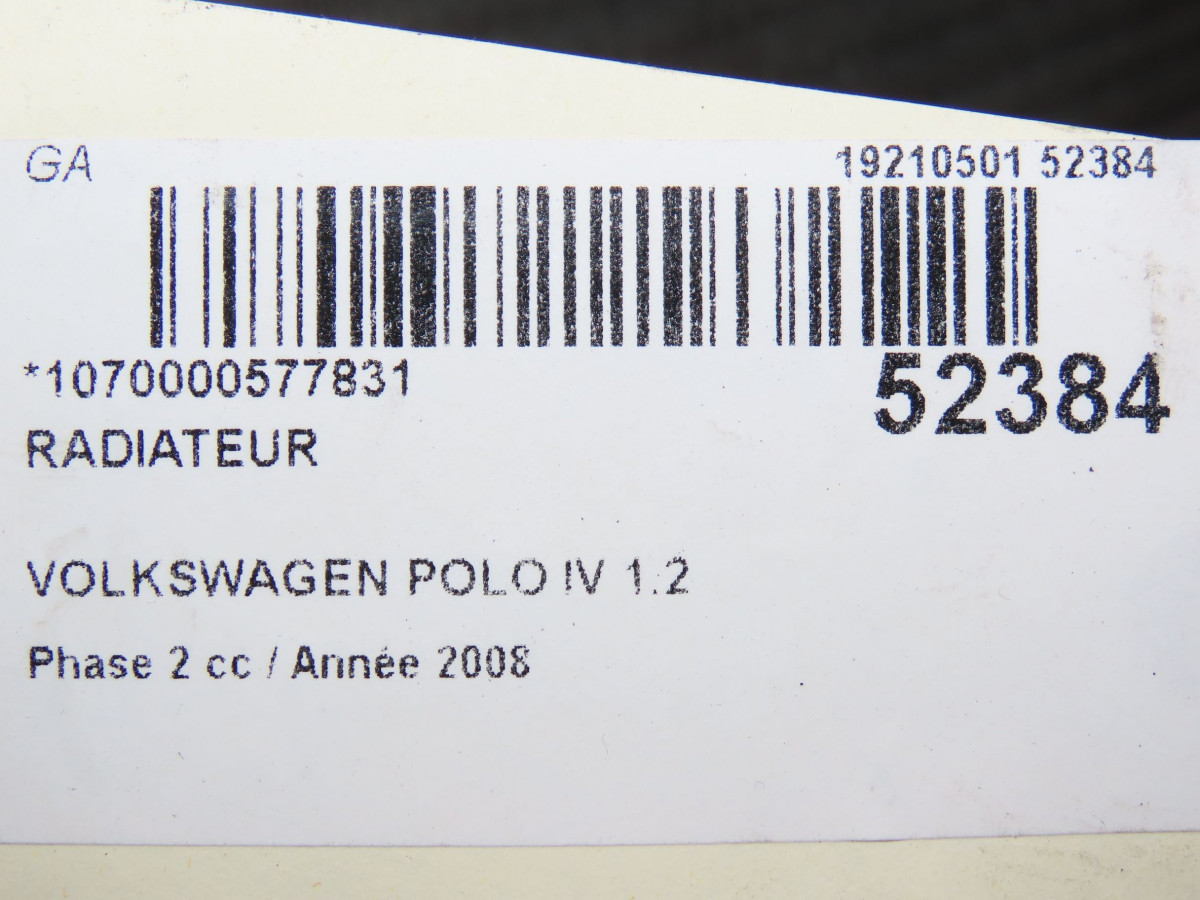 GA
19210501 52384
*1070000577831
52384
RADIATEUR
VOLKSWAGEN POLO IV 1.2
Phase 2 cc / Année 2008